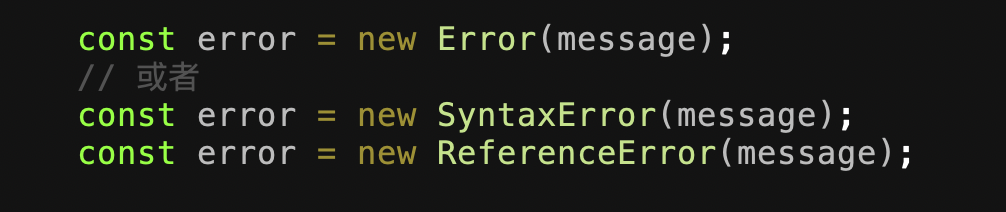 const error = new Error(message);
// 或者
const error = new SyntaxError(message);
const error = new ReferenceError(message);